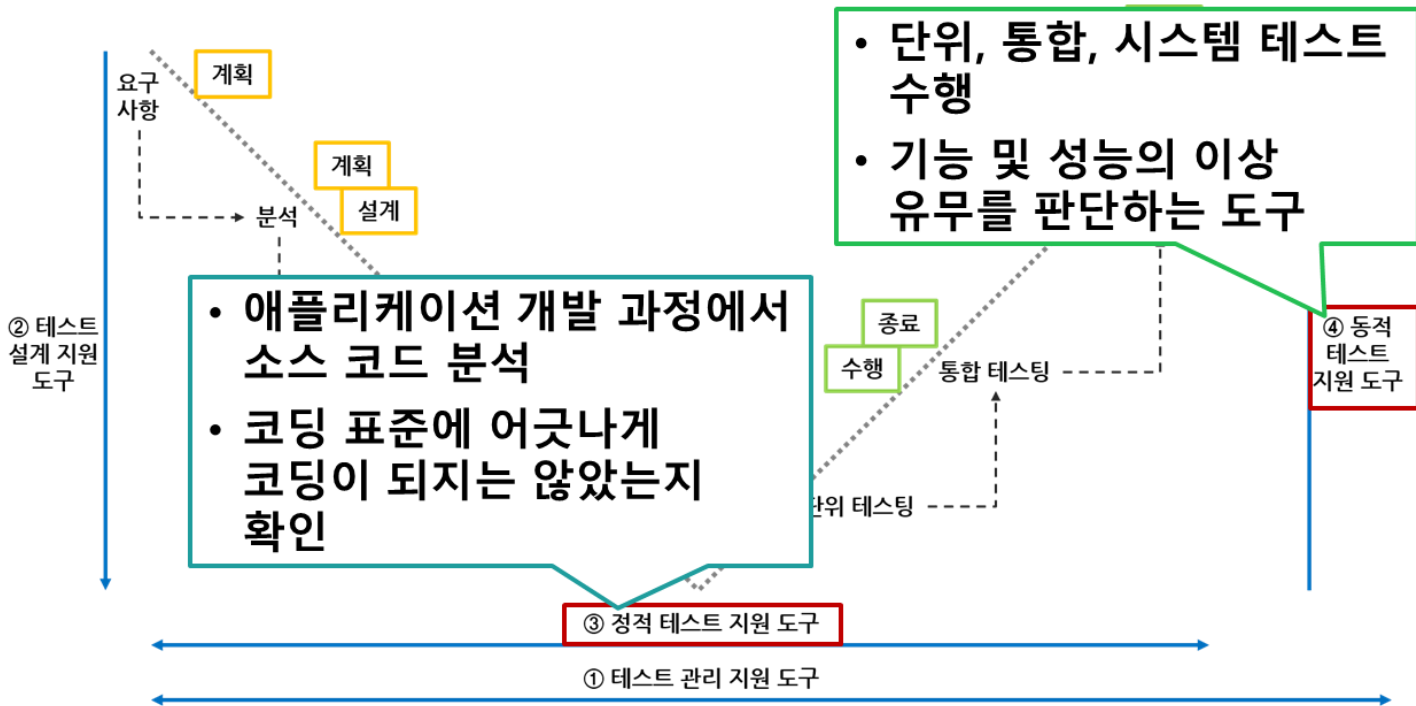 요구
사항
계획
계획
설계
분석
• 단위, 통합, 시스템 테스트
수행
• 기능 및 성능의 이상
유무를 판단하는 도구
② 테스트
설계 지원
도구
• 애플리케이션 개발 과정에서
소스 코드 분석
• 코딩 표준에 어긋나게
코딩이 되지는 않았는지
확인
종료
수행
통합 테스팅
단위 테스팅
④ 동적
테스트
지원 도구
③ 정적 테스트 지원 도구
① 테스트 관리 지원 도구